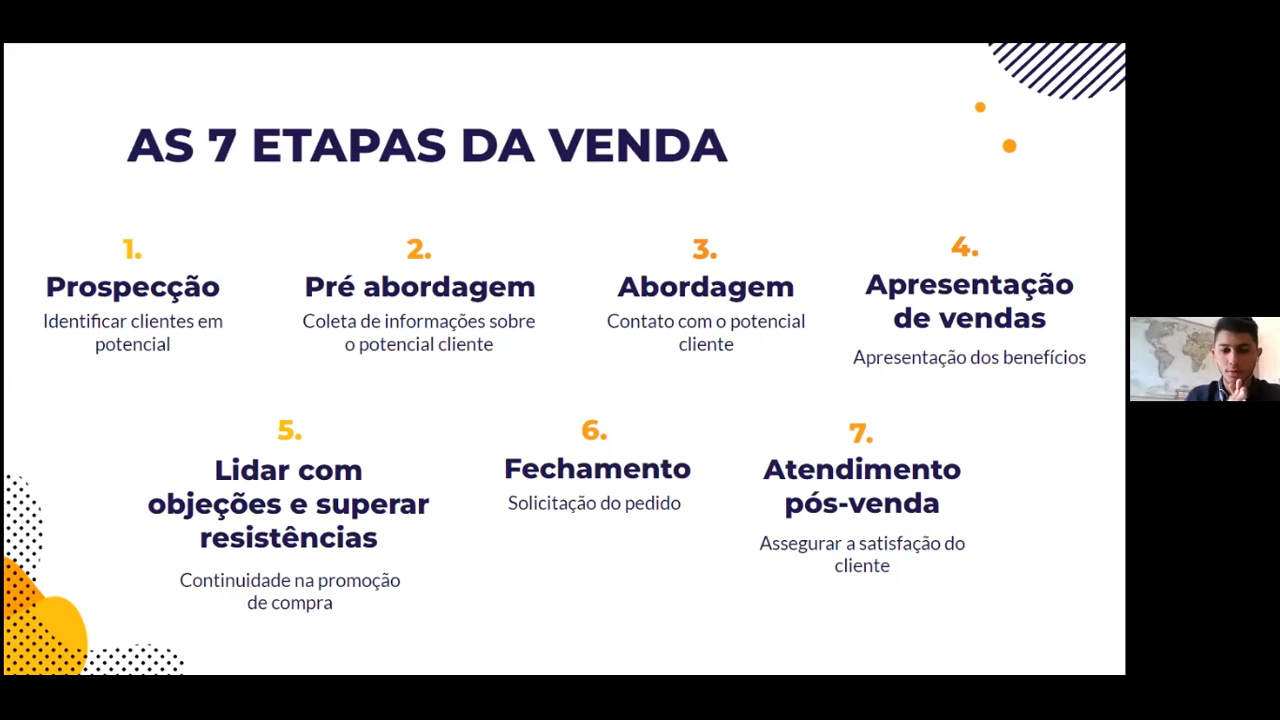 AS 7 ETAPAS DA VENDA
1.
Prospecção
Identificar clientes em
potencial
2.
Pré abordagem
Coleta de informações sobre
o potencial cliente
3.
Abordagem
Contato com o potencial
cliente
4.
Apresentação
de vendas
Apresentação dos benefícios
5.
Lidar com
objeções e superar
resistências
Continuidade na promoção
de compra
6.
Fechamento
Solicitação do pedido
7.
Atendimento
pós-venda
Assegurar a satisfação do
cliente